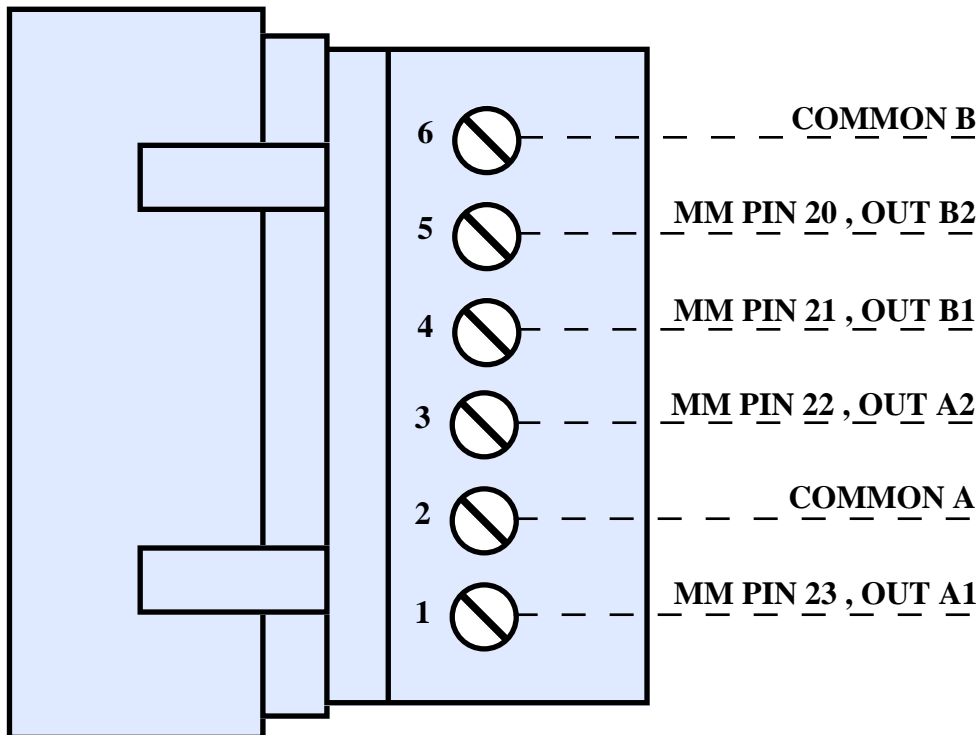 6 COMMON B
5 MM PIN 20 , OUT B2
4 MM PIN 21 , OUT B1
3 MM PIN 22 , OUT A2
2 COMMON A
1 MM PIN 23 , OUT A1